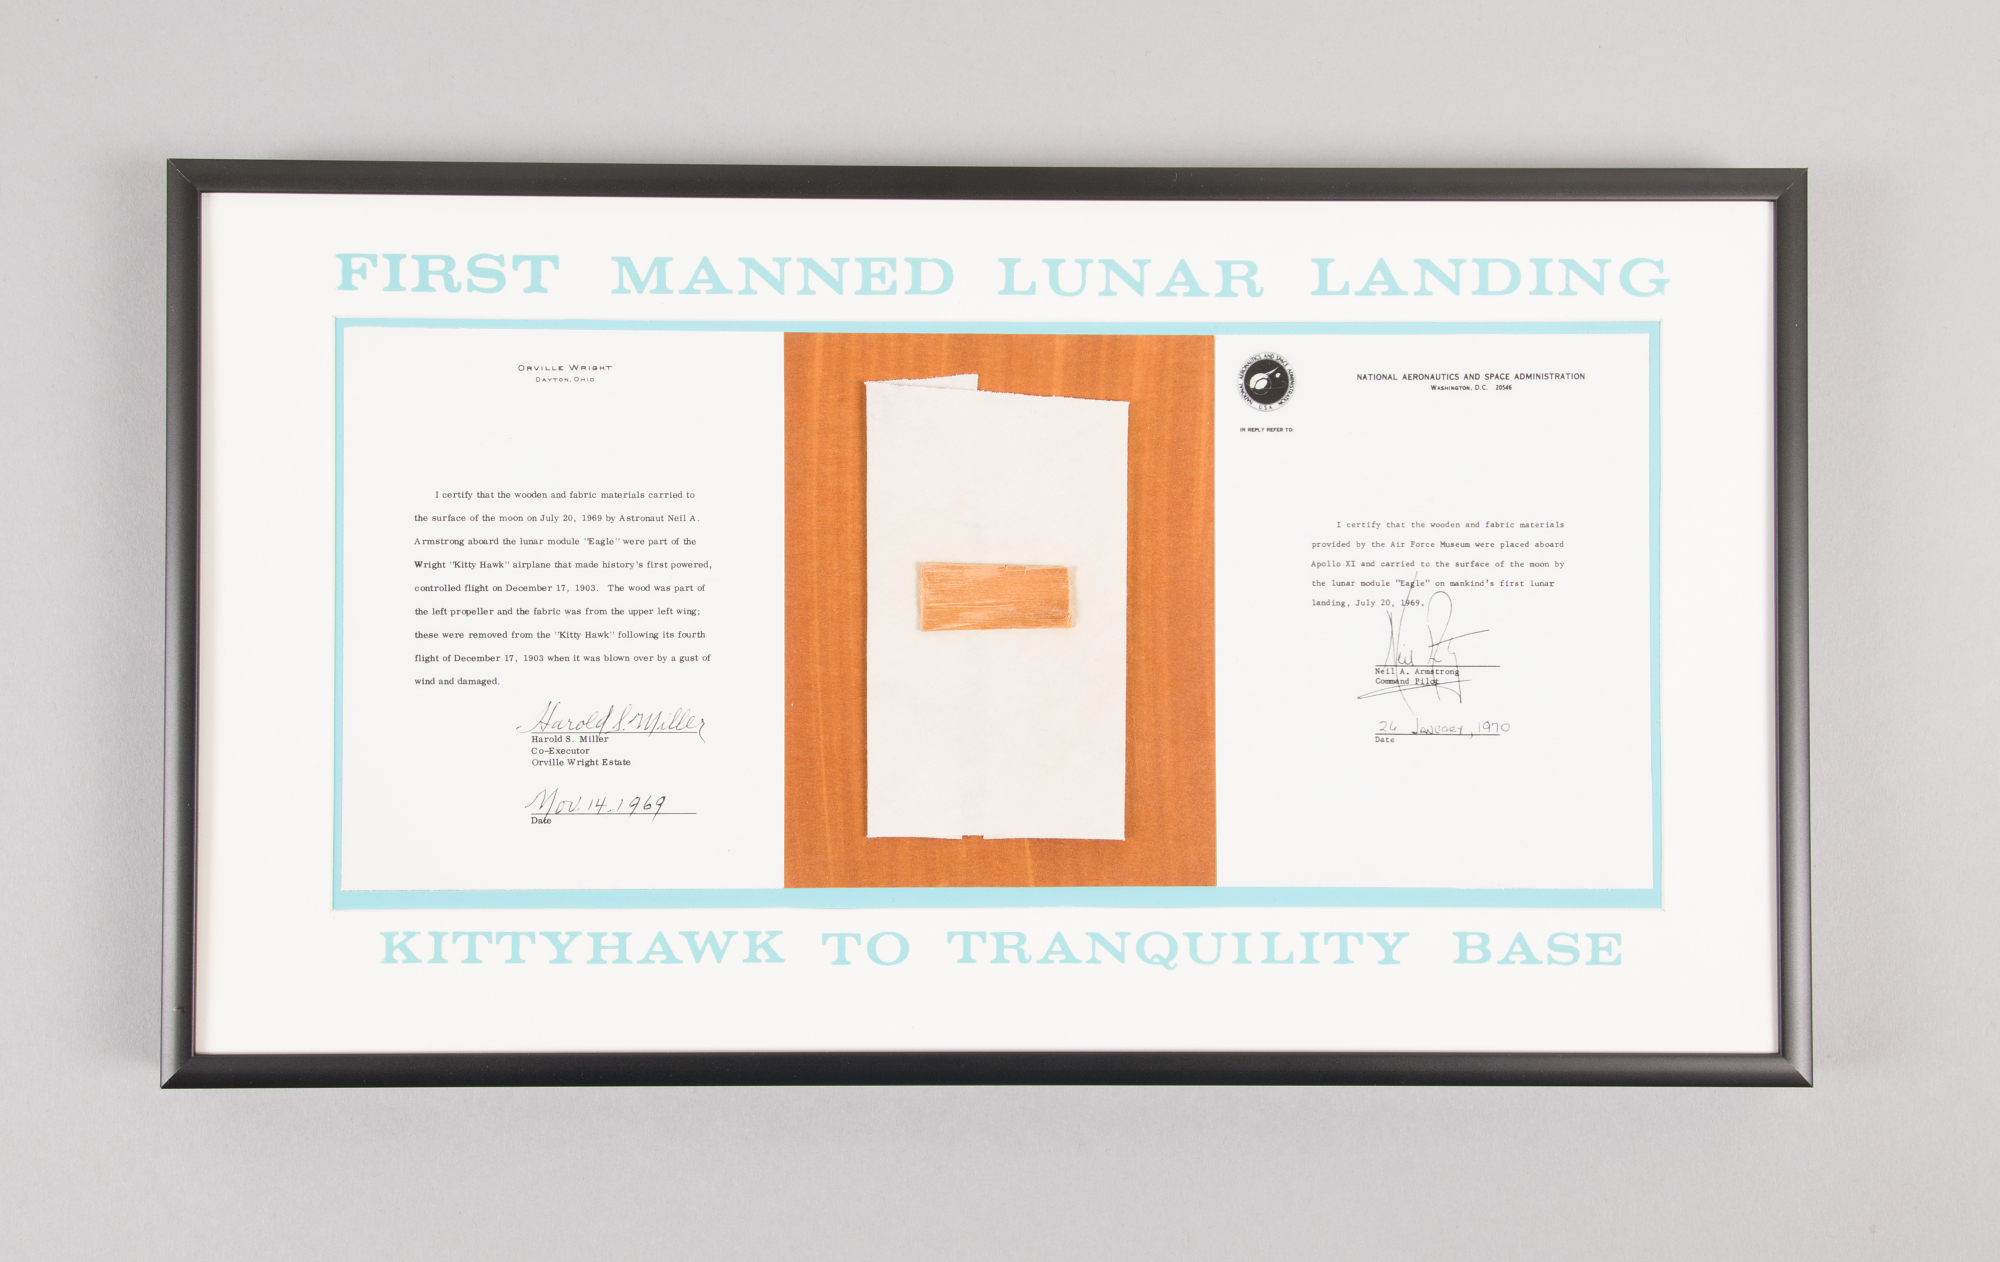 FIRST MANNED LUNAR LANDING
ORVILLE WRIGHT
DAYTON, OHIO
I certify that the wooden and fabric materials carried to
the surface of the moon on July 20, 1969 by Astronaut Neil A.
Armstrong aboard the lunar module "Eagle" were part of the
Wright "Kitty Hawk" airplane that made history's first powered,
controlled flight on December 17, 1903. The wood was part of
the left propeller and the fabric was from the upper left wing;
these were removed from the "Kitty Hawk" following its fourth
flight of December 17, 1903 when it was blown over by a gust of
wind and damaged.
Harold S. Miller
Harold S. Miller
Co-Executor
Orville Wright Estate
Nov. 14, 1969
Date
NATIONAL AERONAUTICS AND SPACE ADMINISTRATION
U.S.A.
NATIONAL AERONAUTICS AND SPACE ADMINISTRATION
WASHINGTON, D.C. 20546
IN REPLY REFER TO:
I certify that the wooden and fabric materials
provided by the Air Force Museum were placed aboard
Apollo XI and carried to the surface of the moon by
the lunar module "Eagle" on mankind's first lunar
landing, July 20, 1969.
Neil
Neil A. Armstrong
Command Pilot
26 January, 1970
Date
KITTYHAWK TO TRANQUILITY BASE